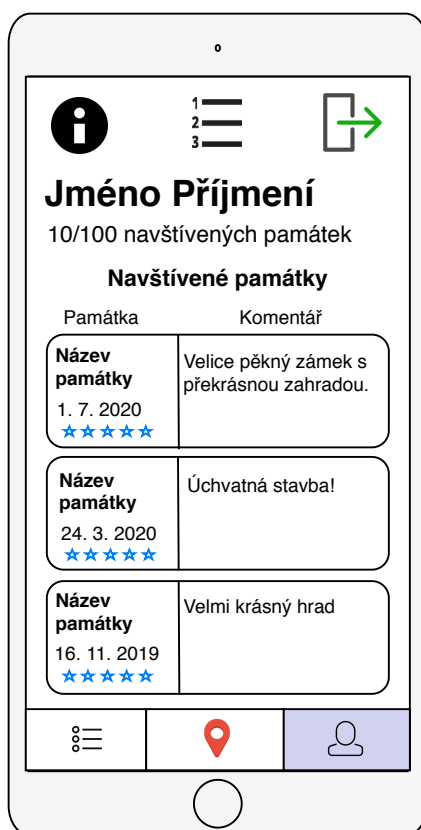 1
2
3
Jméno Příjmení
10/100 navštívených památek
Navštívené památky
Památka Komentář
Název
památky
1. 7. 2020
Velice pěkný zámek s
překrásnou zahradou.
Název
památky
24. 3. 2020
Úchvatná stavba!
Název
památky
16. 11. 2019
Velmi krásný hrad